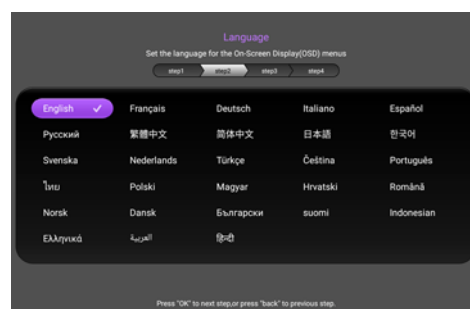 Language
Set the language for the On-Screen Display(OSD) menus
step1 step2 step3 step4
English Français Deutsch Italiano Español
Русский 繁體中文 简体中文 日本語 한국어
Svenska Nederlands Türkçe Čeština Português
ไทย Polski Magyar Hrvatski Română
Norsk Dansk Български suomi Indonesian
Ελληνικά العربية हिन्दी
Press "OK" to next step,or press "back" to previous step.